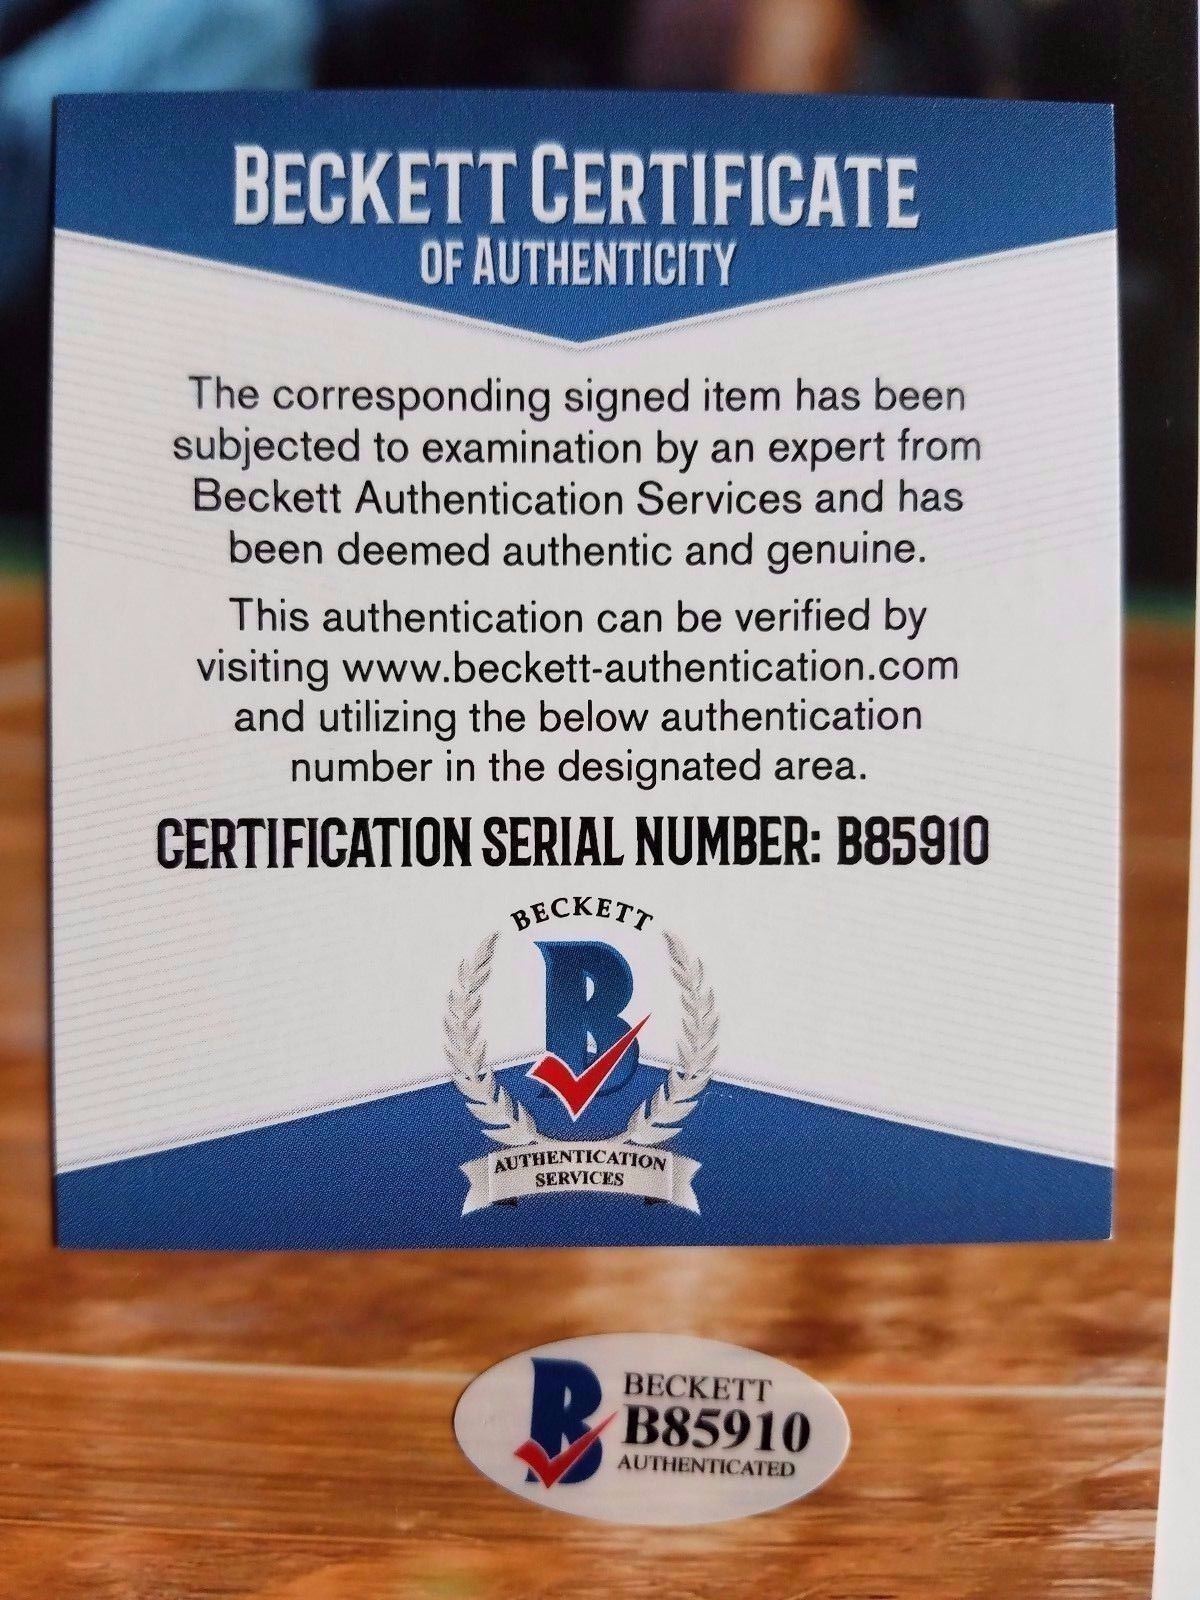 BECKETT CERTIFICATE
OF AUTHENTICITY
The corresponding signed item has been
subjected to examination by an expert from
Beckett Authentication Services and has
been deemed authentic and genuine.
This authentication can be verified by
visiting www.beckett-authentication.com
and utilizing the below authentication
number in the designated area.
CERTIFICATION SERIAL NUMBER: B85910
BECKETT
B
AUTHENTICATION
SERVICES
B
BECKETT
B85910
AUTHENTICATED